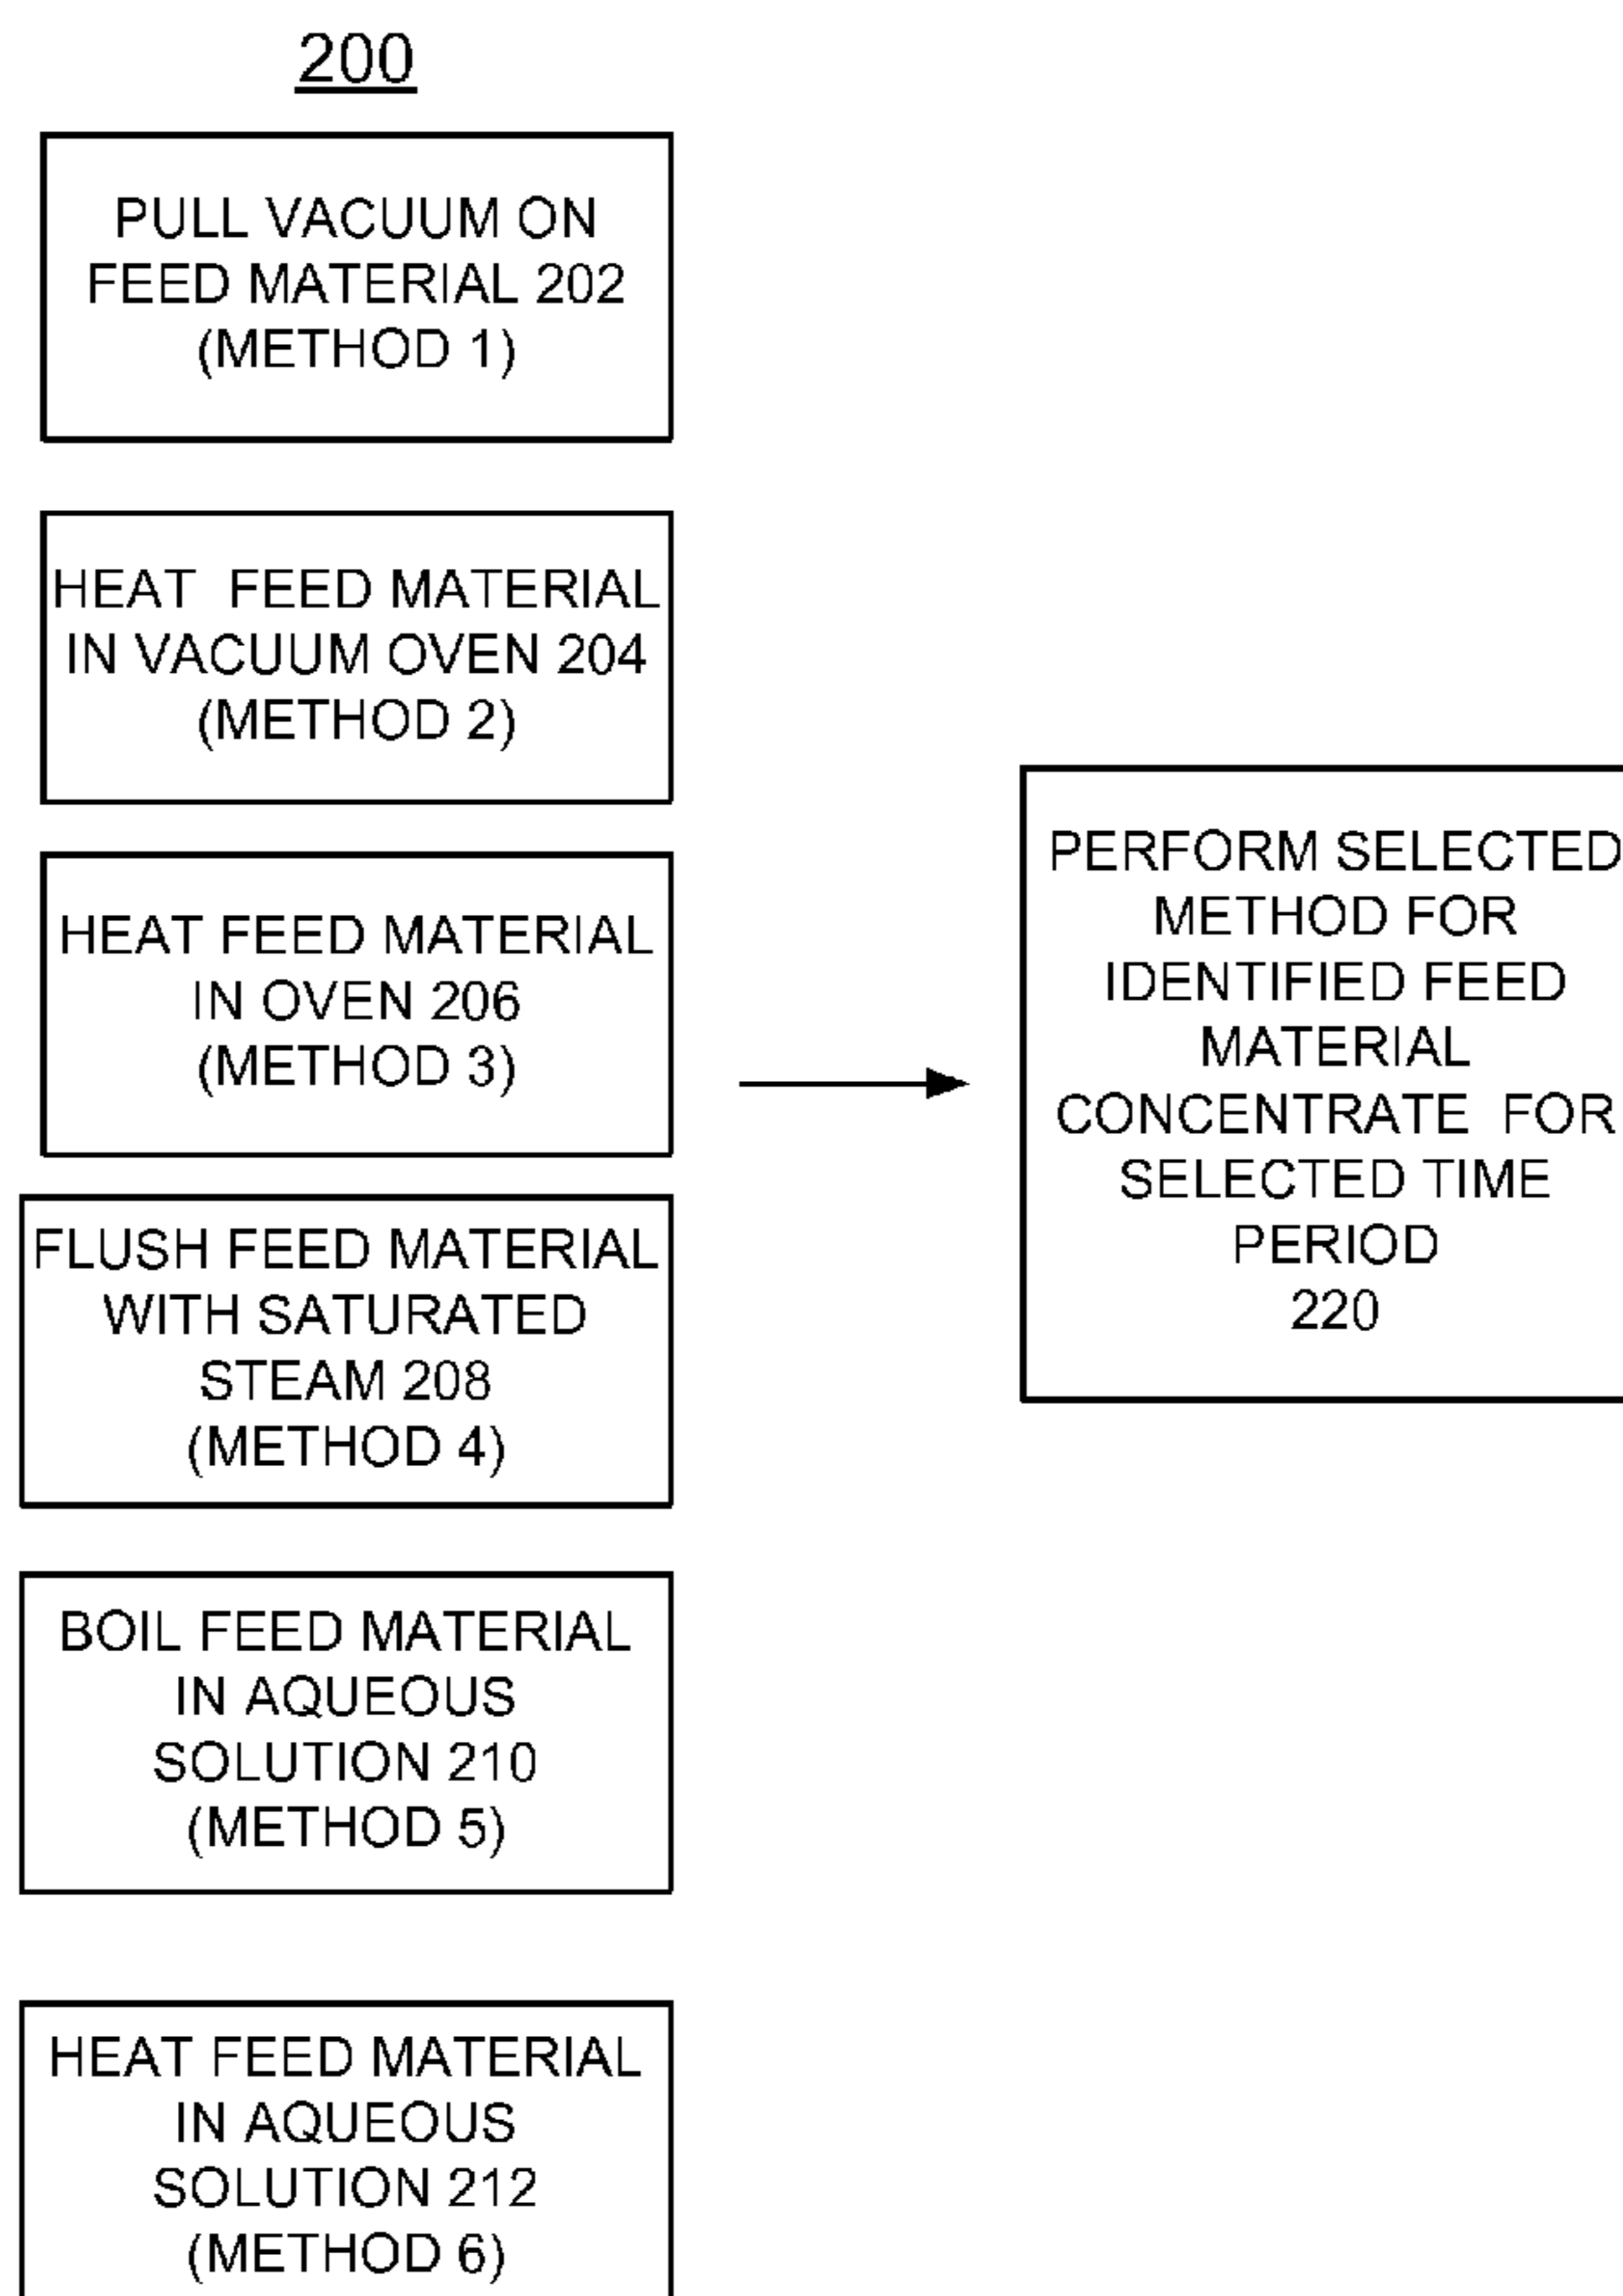 200
PULL VACUUM ON
FEED MATERIAL 202
(METHOD 1)
HEAT FEED MATERIAL
IN VACUUM OVEN 204
(METHOD 2)
HEAT FEED MATERIAL
IN OVEN 206
(METHOD 3)
FLUSH FEED MATERIAL
WITH SATURATED
STEAM 208
(METHOD 4)
BOIL FEED MATERIAL
IN AQUEOUS
SOLUTION 210
(METHOD 5)
HEAT FEED MATERIAL
IN AQUEOUS
SOLUTION 212
(METHOD 6)
PERFORM SELECTED
METHOD FOR
IDENTIFIED FEED
MATERIAL
CONCENTRATE FOR
SELECTED TIME
PERIOD
220